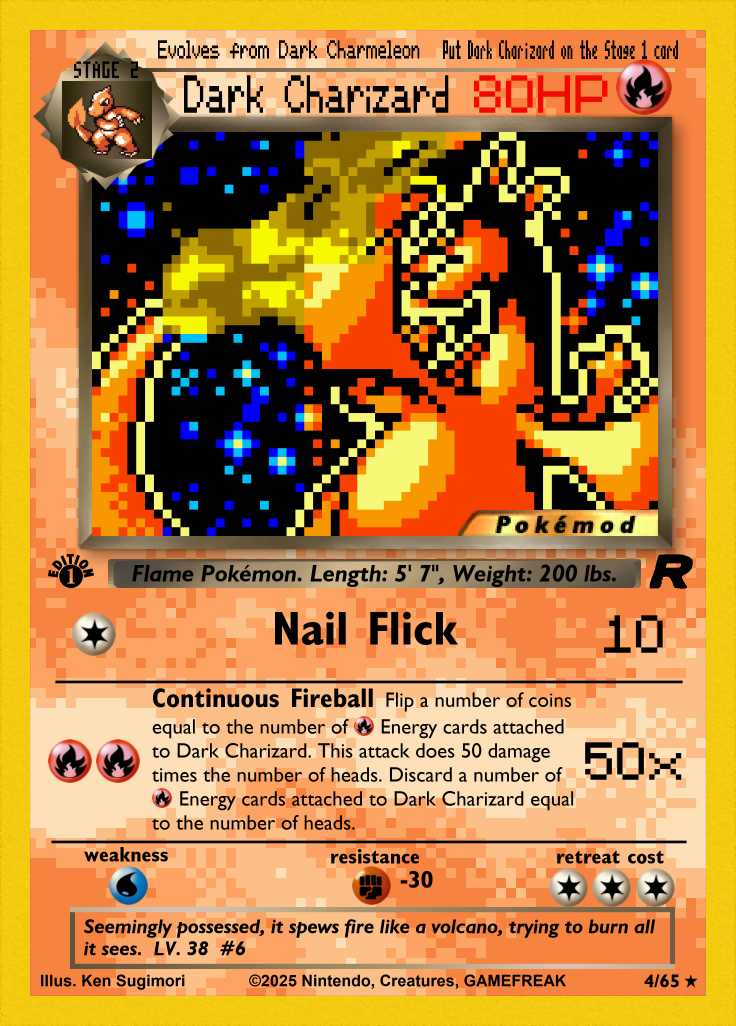 Evolves from Dark Charmeleon Put Dark Charizard on the Stage 1 card
STAGE 2
Dark Charizard 80HP
Pokémod
EDITION 1
Flame Pokémon. Length: 5' 7", Weight: 200 lbs. R
Nail Flick 10
Continuous Fireball Flip a number of coins
equal to the number of Energy cards attached
to Dark Charizard. This attack does 50 damage
times the number of heads. Discard a number of
Energy cards attached to Dark Charizard equal
to the number of heads.
50x
weakness resistance retreat cost
-30
Seemingly possessed, it spews fire like a volcano, trying to burn all
it sees. LV. 38 #6
Illus. Ken Sugimori ©2025 Nintendo, Creatures, GAMEFREAK 4/65 ★